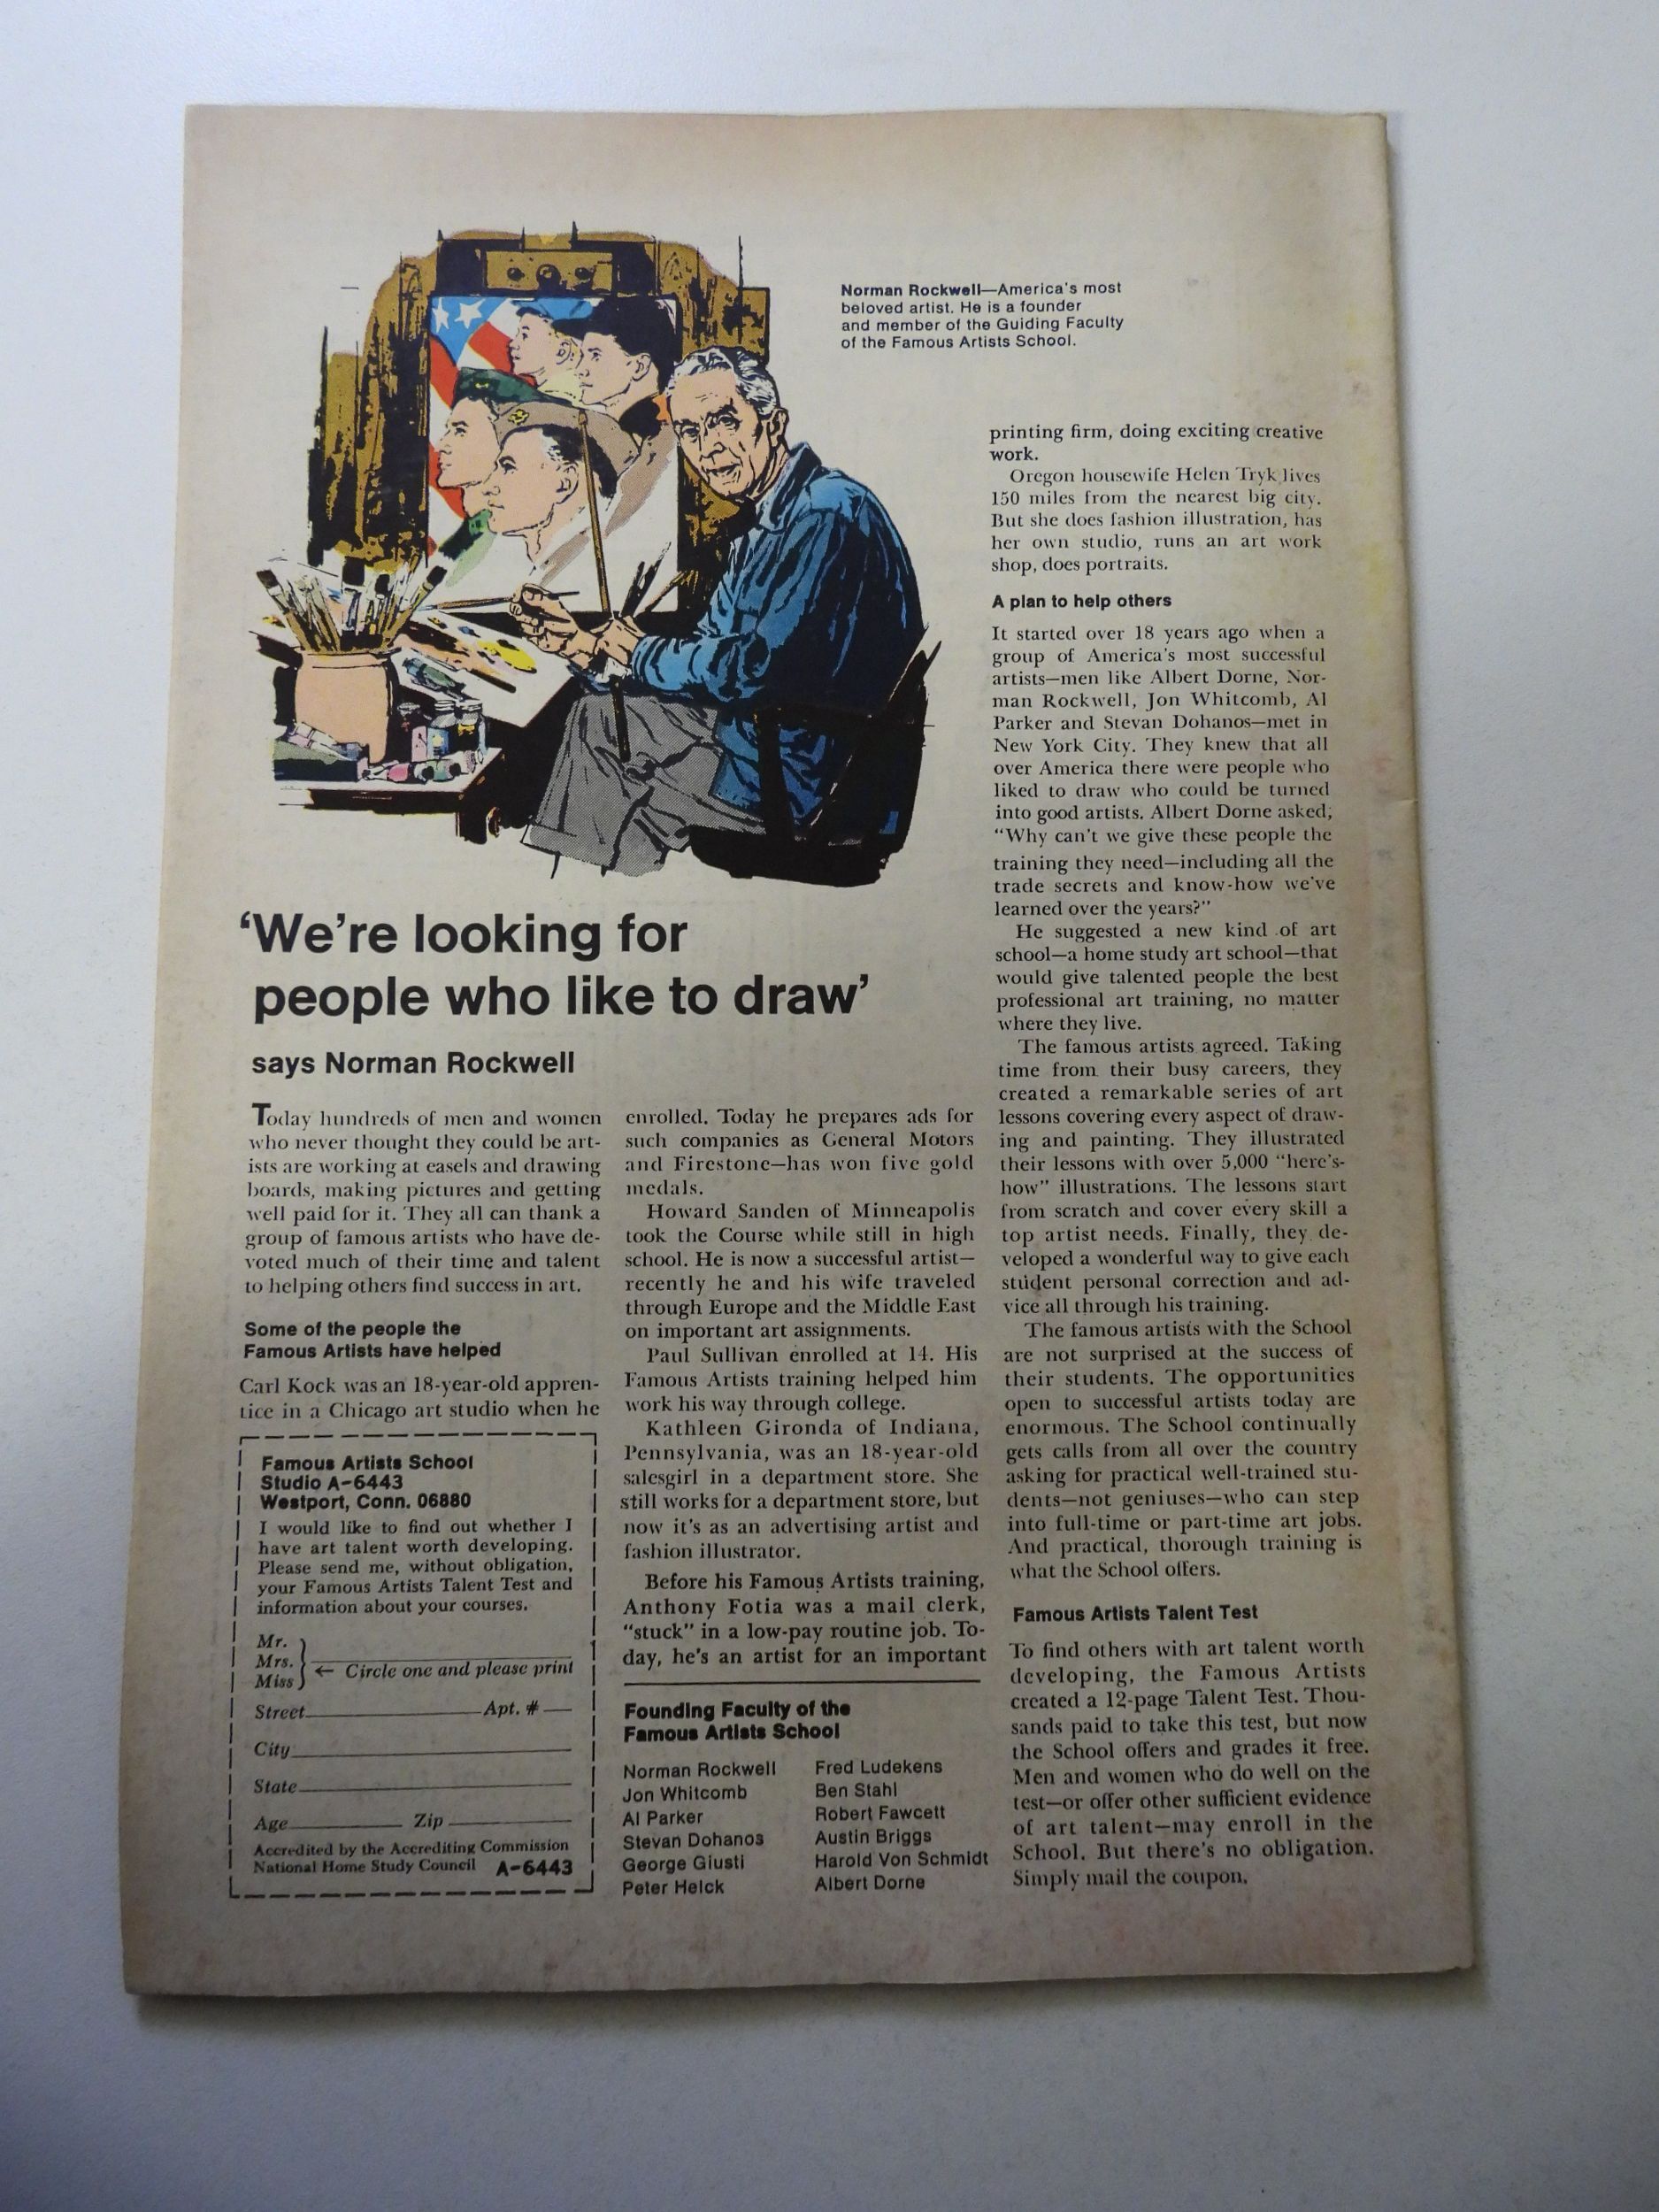 Norman Rockwell—America's most
beloved artist. He is a founder
and member of the Guiding Faculty
of the Famous Artists School.
‘We’re looking for
people who like to draw’
says Norman Rockwell
Today hundreds of men and women
who never thought they could be art-
ists are working at easels and drawing
boards, making pictures and getting
well paid for it. They all can thank a
group of famous artists who have de-
voted much of their time and talent
to helping others find success in art.
Some of the people the
Famous Artists have helped
Carl Kock was an 18-year-old appren-
tice in a Chicago art studio when he
enrolled. Today he prepares ads for
such companies as General Motors
and Firestone—has won five gold
medals.
Howard Sanden of Minneapolis
took the Course while still in high
school. He is now a successful artist—
recently he and his wife traveled
through Europe and the Middle East
on important art assignments.
Paul Sullivan enrolled at 14. His
Famous Artists training helped him
work his way through college.
Kathleen Gironda of Indiana,
Pennsylvania, was an 18-year-old
salesgirl in a department store. She
still works for a department store, but
now it's as an advertising artist and
fashion illustrator.
Before his Famous Artists training,
Anthony Fotia was a mail clerk,
"stuck" in a low-pay routine job. To-
day, he's an artist for an important
printing firm, doing exciting creative
work.
Oregon housewife Helen Tryk lives
150 miles from the nearest big city.
But she does fashion illustration, has
her own studio, runs an art work
shop, does portraits.
A plan to help others
It started over 18 years ago when a
group of America's most successful
artists—men like Albert Dorne, Nor-
man Rockwell, Jon Whitcomb, Al
Parker and Stevan Dohanos—met in
New York City. They knew that all
over America there were people who
liked to draw who could be turned
into good artists. Albert Dorne asked,
"Why can't we give these people the
training they need—including all the
trade secrets and know-how we've
learned over the years?"
He suggested a new kind of art
school—a home study art school—that
would give talented people the best
professional art training, no matter
where they live.
The famous artists agreed. Taking
time from their busy careers, they
created a remarkable series of art
lessons covering every aspect of draw-
ing and painting. They illustrated
their lessons with over 5,000 "here's-
how" illustrations. The lessons start
from scratch and cover every skill a
top artist needs. Finally, they de-
veloped a wonderful way to give each
student personal correction and ad-
vice all through his training.
The famous artists with the School
are not surprised at the success of
their students. The opportunities
open to successful artists today are
enormous. The School continually
gets calls from all over the country
asking for practical well-trained stu-
dents—not geniuses—who can step
into full-time or part-time art jobs.
And practical, thorough training is
what the School offers.
Famous Artists Talent Test
To find others with art talent worth
developing, the Famous Artists
created a 12-page Talent Test. Thou-
sands paid to take this test, but now
the School offers and grades it free.
Men and women who do well on the
test—or offer other sufficient evidence
of art talent—may enroll in the
School. But there's no obligation.
Simply mail the coupon.
Famous Artists School
Studio A-6443
Westport, Conn. 06880
I would like to find out whether I
have art talent worth developing.
Please send me, without obligation,
your Famous Artists Talent Test and
information about your courses.
Mr.
Mrs.
Miss
← Circle one and please print
Street Apt. #
City
State
Age Zip
Accredited by the Accrediting Commission
National Home Study Council A-6443
Founding Faculty of the
Famous Artists School
Norman Rockwell
Jon Whitcomb
Al Parker
Stevan Dohanos
George Giusti
Peter Helck
Fred Ludekens
Ben Stahl
Robert Fawcett
Austin Briggs
Harold Von Schmidt
Albert Dorne